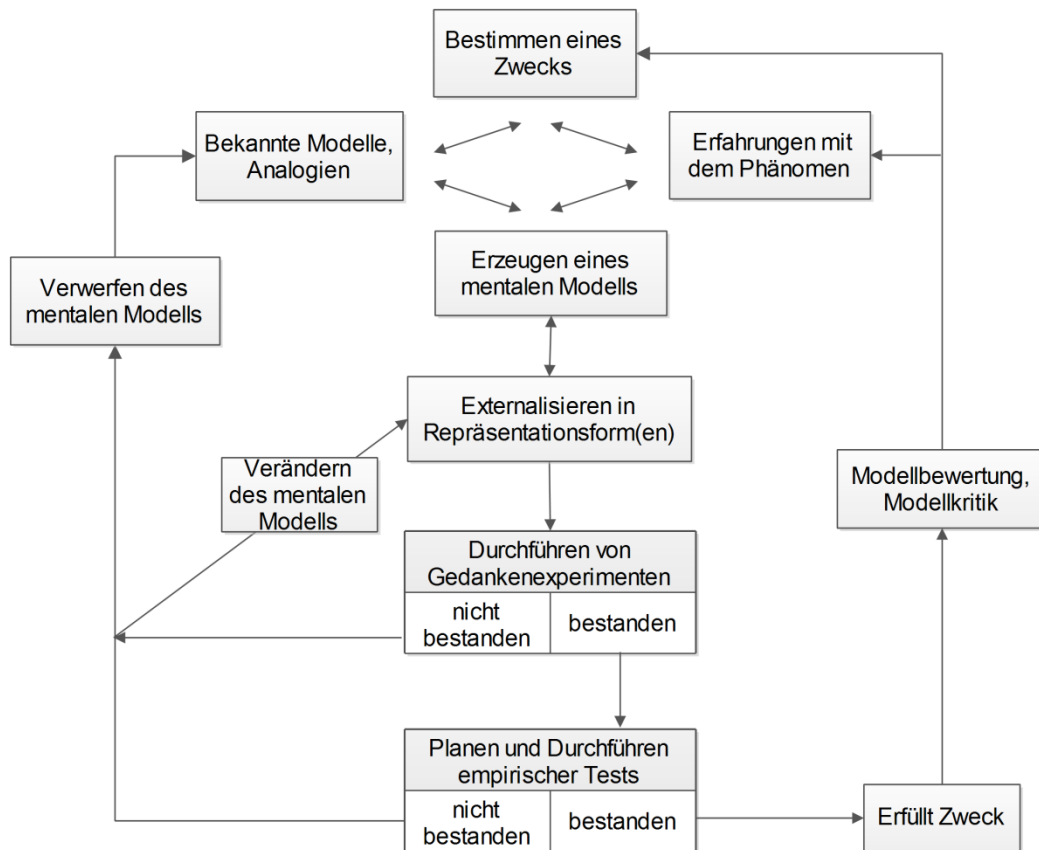 Bestimmen eines
Zwecks
Bekannte Modelle,
Analogien
Erfahrungen mit
dem Phänomen
Erzeugen eines
mentalen Modells
Verwerfen des
mentalen Modells
Externalisieren in
Repräsentationsform(en)
Verändern
des mentalen
Modells
Modellbewertung,
Modellkritik
Durchführen von
Gedankenexperimenten
nicht
bestanden
bestanden
Planen und Durchführen
empirischer Tests
nicht
bestanden
bestanden
Erfüllt Zweck